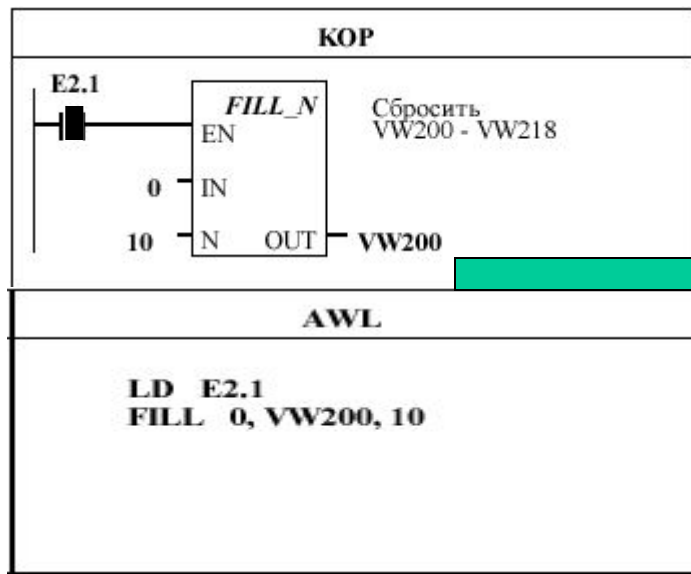 KOP
E2.1
FILL_N
EN
Сбросить
VW200 - VW218
0 IN
10 N OUT VW200
AWL
LD E2.1
FILL 0, VW200, 10